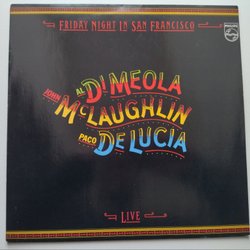 FRIDAY NIGHT IN SAN FRANCISCO
PHILIPS
AL DI MEOLA
JOHN McLAUGHLIN
PACO DE LUCIA
LIVE